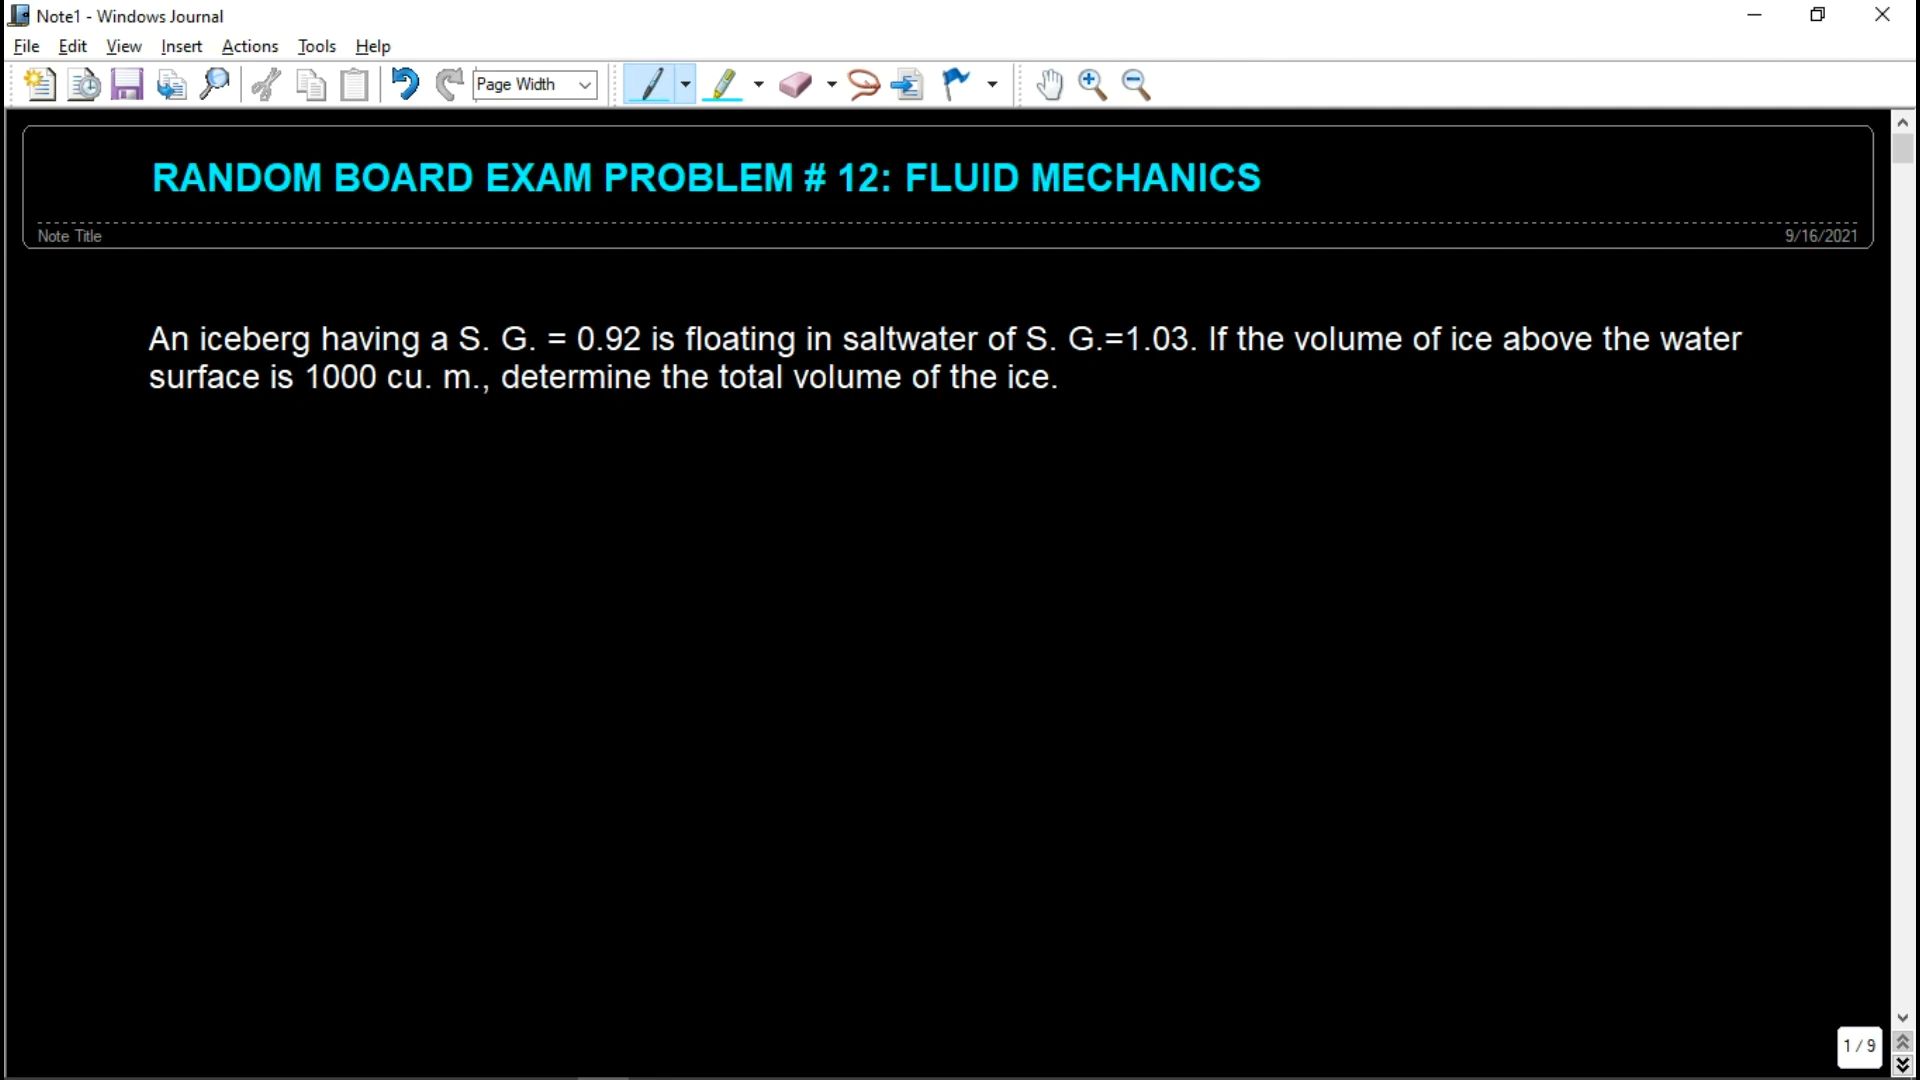 Note1 - Windows Journal
File Edit View Insert Actions Tools Help
Page Width
RANDOM BOARD EXAM PROBLEM # 12: FLUID MECHANICS
Note Title 9/16/2021
An iceberg having a S. G. = 0.92 is floating in saltwater of S. G.=1.03. If the volume of ice above the water
surface is 1000 cu. m., determine the total volume of the ice.
1 / 9